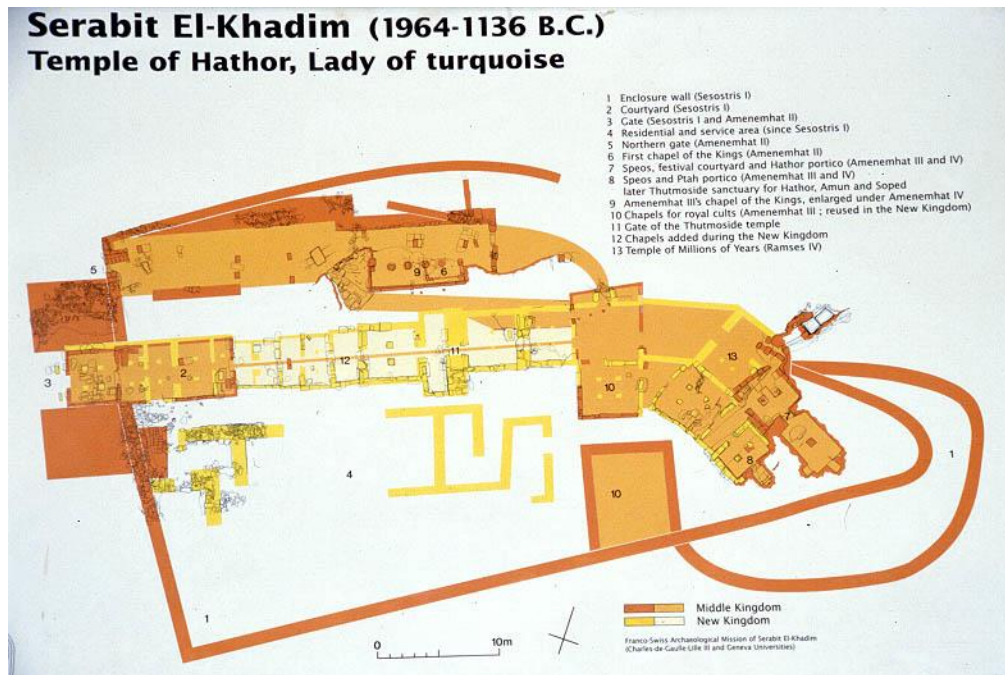 Serabit El-Khadim (1964-1136 B.C.)
Temple of Hathor, Lady of turquoise
1 Enclosure wall (Sesostris I)
2 Courtyard (Sesostris I)
3 Gate (Sesostris I and Amenemhat II)
4 Residential and service area (since Sesostris I)
5 Northern gate (Amenemhat II)
6 First chapel of the Kings (Amenemhat II)
7 Speos, festival courtyard and Hathor portico (Amenemhat III and IV)
8 Speos and Ptah portico (Amenemhat III and IV)
later Thutmoside sanctuary for Hathor, Amun and Soped
9 Amenemhat III's chapel of the Kings, enlarged under Amenemhat IV
10 Chapels for royal cults (Amenemhat III ; reused in the New Kingdom)
11 Gate of the Thutmoside temple
12 Chapels added during the New Kingdom
13 Temple of Millions of Years (Ramses IV)
5
9 6
3
2
12
11
13
10
8
4
10
1
1
Middle Kingdom
New Kingdom
0 10m
Franco-Swiss Archaeological Mission of Serabit El-Khadim
(Charles-de-Gaulle-Lille III and Geneva Universities)